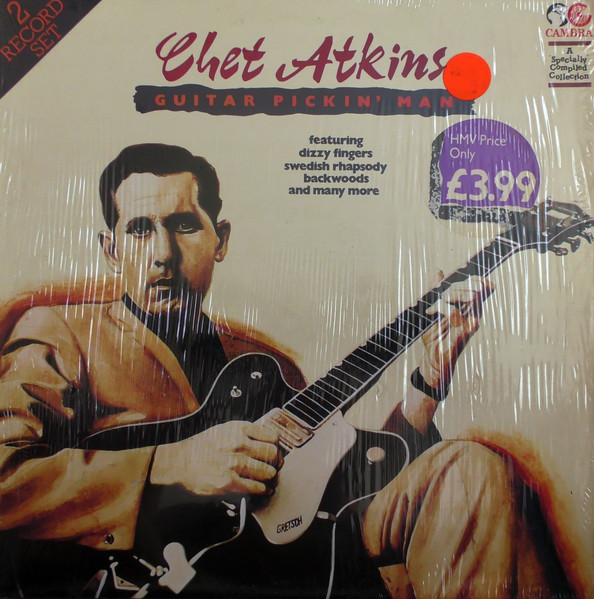 2
RECORD
SET
CAMBRA
A
Specially
Compiled
Collection
Chet Atkins
GUITAR PICKIN' MAN
featuring
dizzy fingers
swedish rhapsody
backwoods
and many more
HMV Price
Only
£3.99
GRETSCH